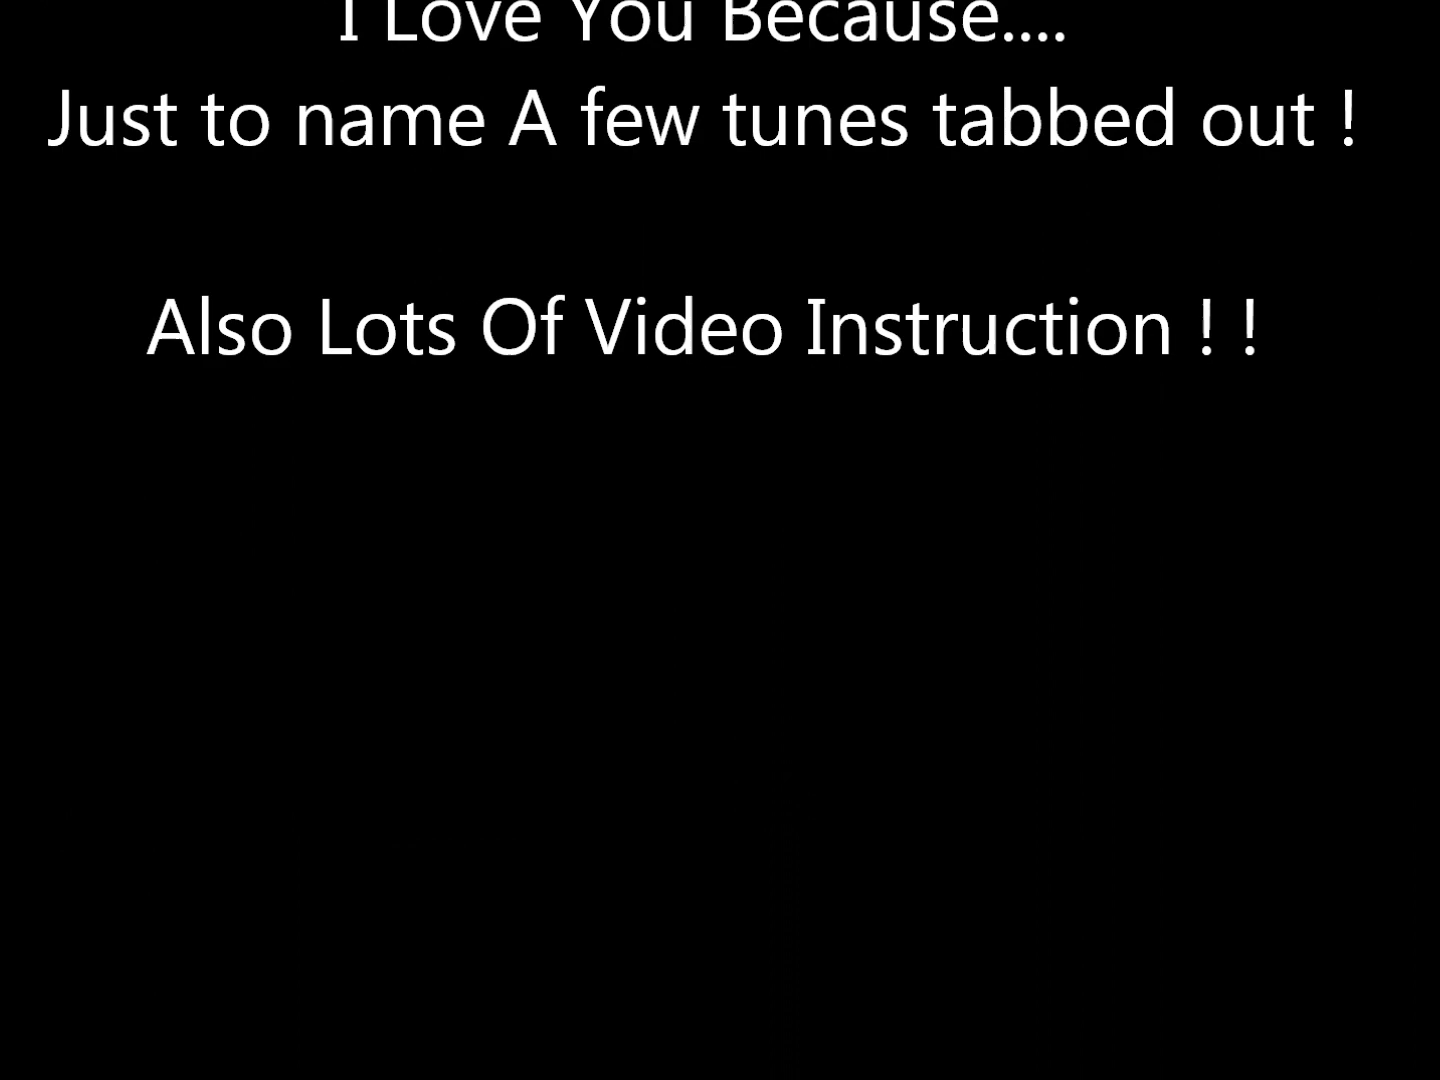 I Love You Because....
Just to name A few tunes tabbed out !
Also Lots Of Video Instruction ! !